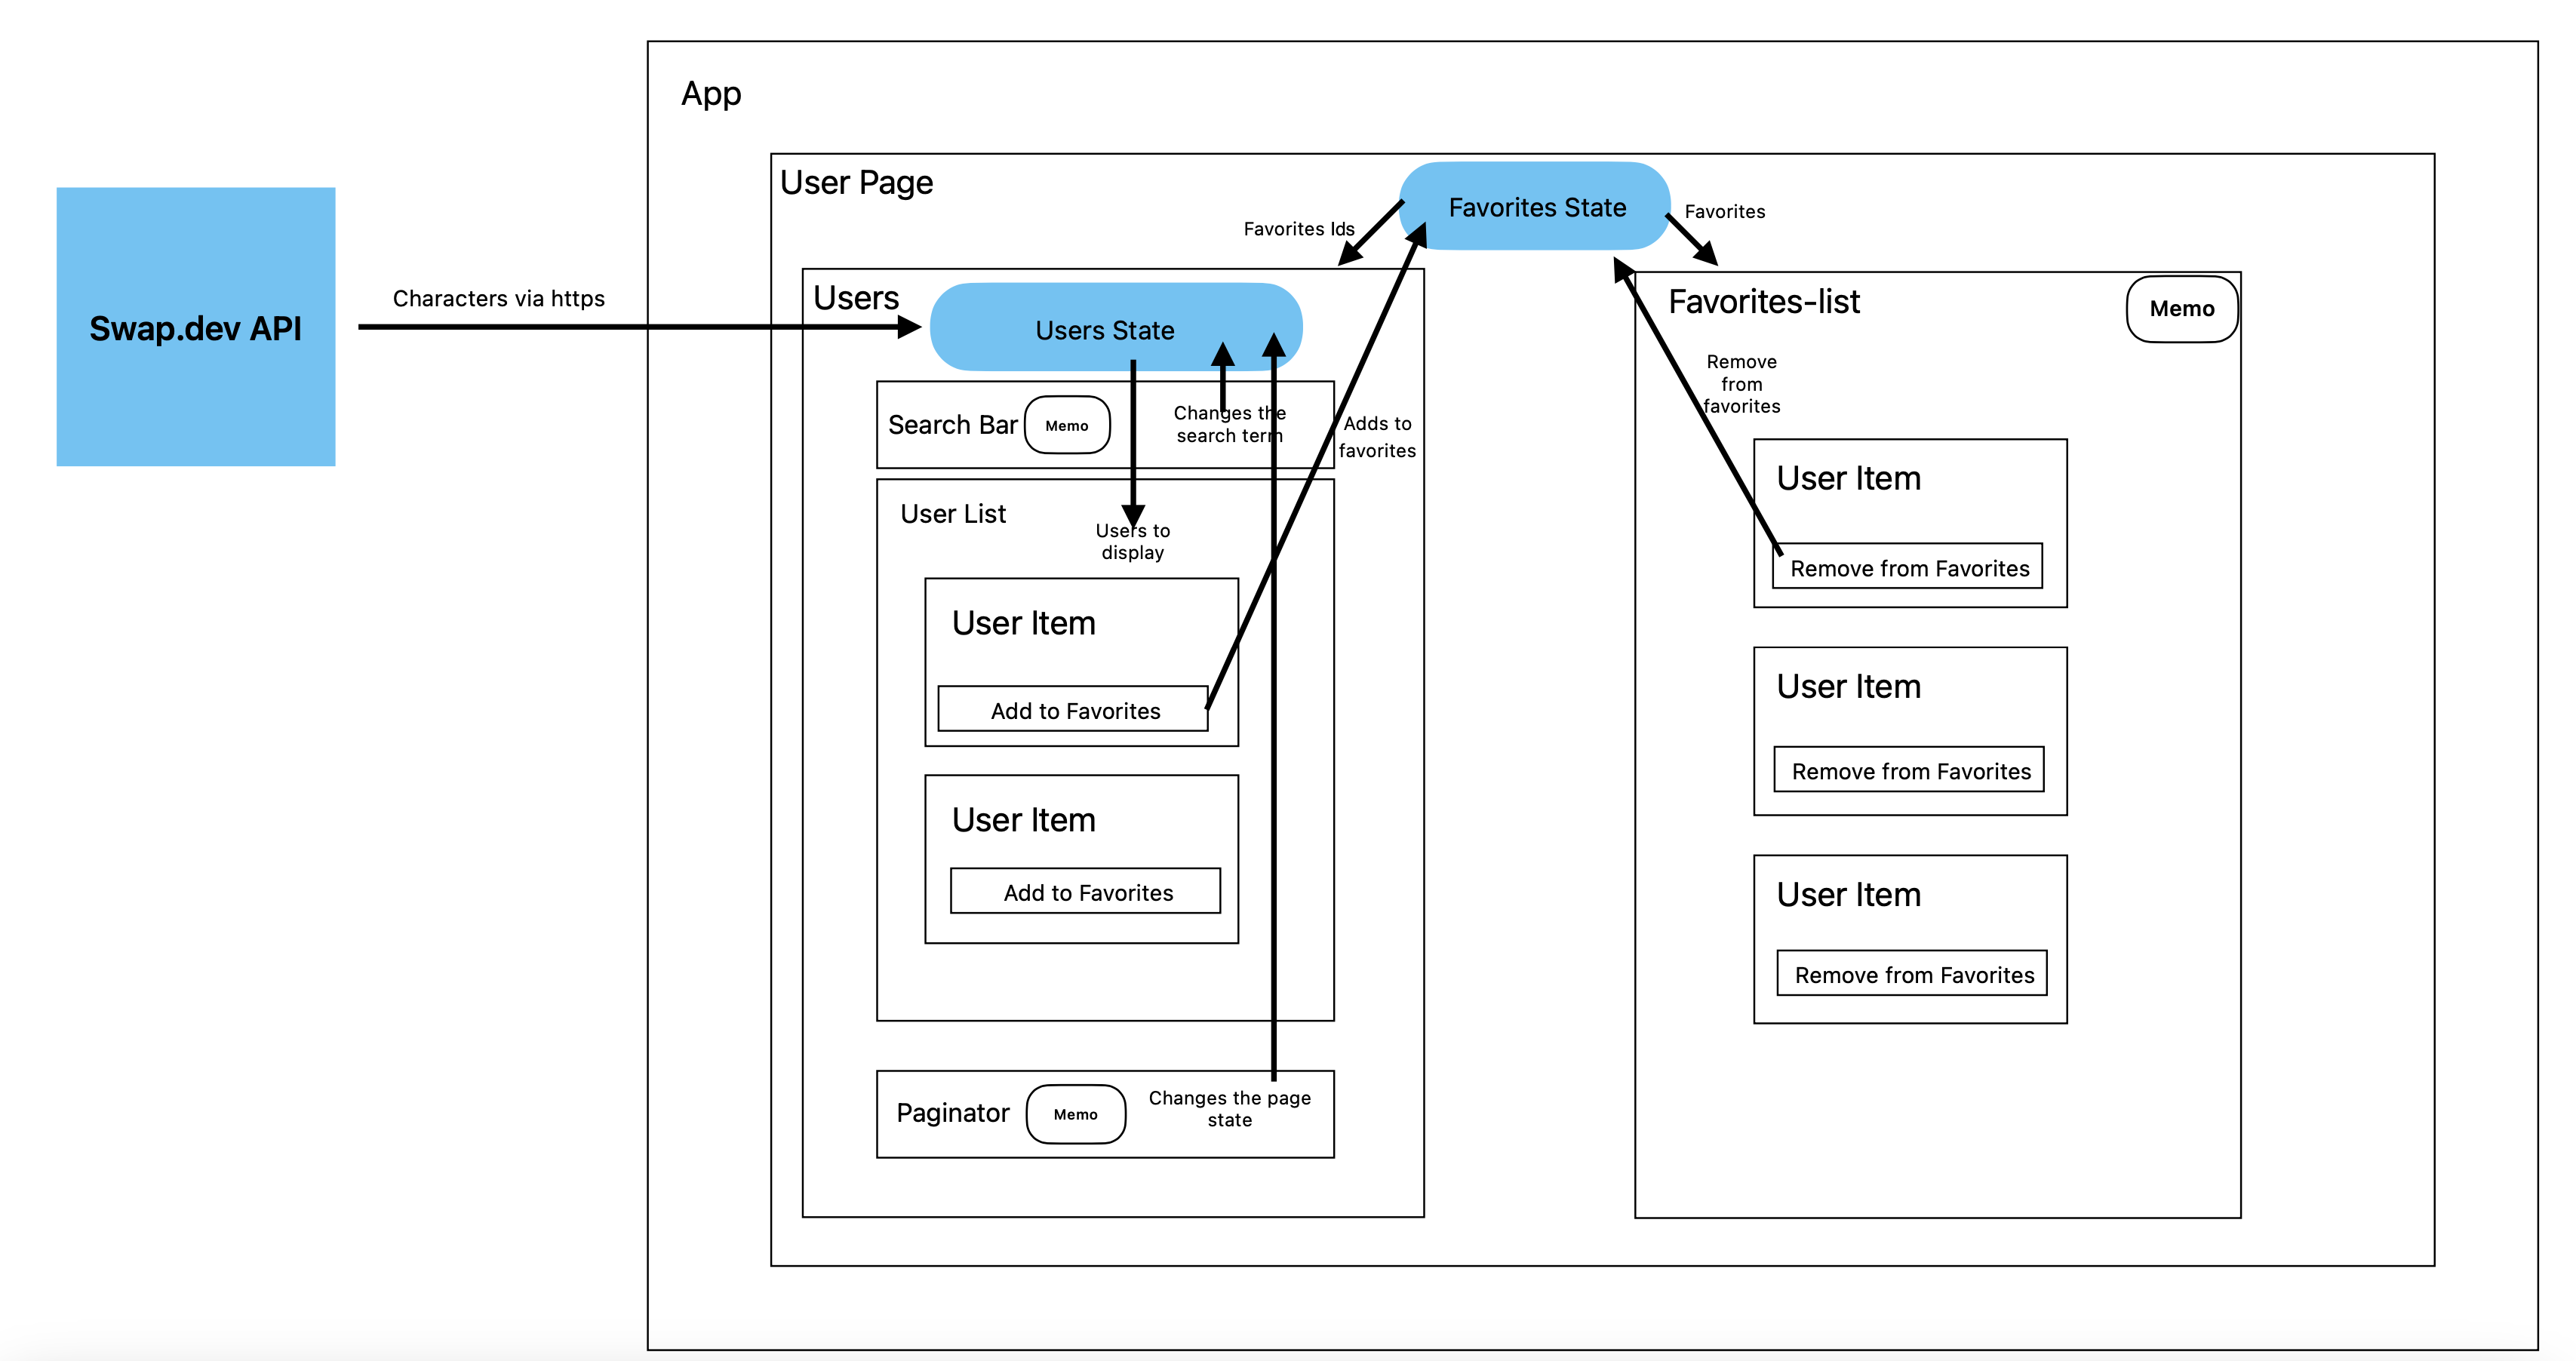 App
User Page
Favorites State
Favorites Ids
Favorites
Swap.dev API
Characters via https
Users
Users State
Search Bar
Memo
Changes the
search term
Adds to
favorites
User List
Users to
display
User Item
Add to Favorites
User Item
Add to Favorites
Paginator
Memo
Changes the page
state
Favorites-list
Memo
Remove
from
favorites
User Item
Remove from Favorites
User Item
Remove from Favorites
User Item
Remove from Favorites